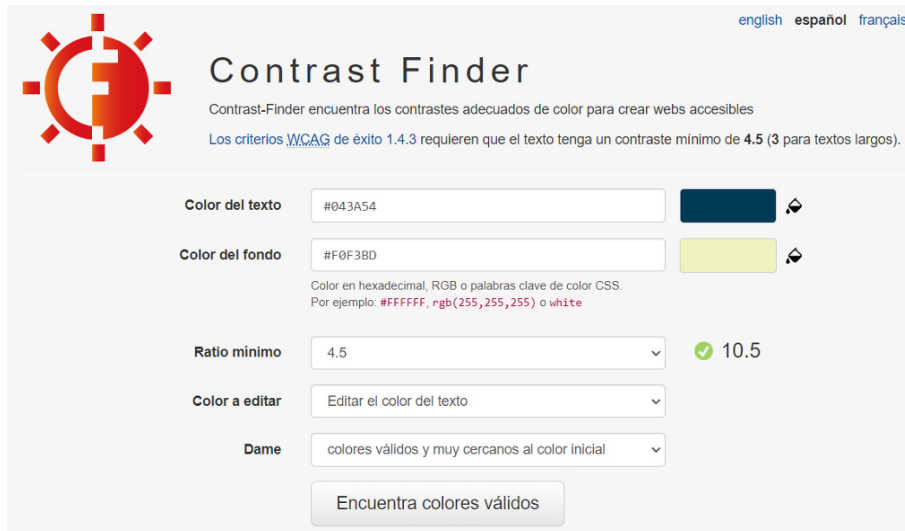 english español français
Contrast Finder
Contrast-Finder encuentra los contrastes adecuados de color para crear webs accesibles
Los criterios WCAG de éxito 1.4.3 requieren que el texto tenga un contraste mínimo de 4.5 (3 para textos largos).
Color del texto #043A54
Color del fondo #F0F3BD
Color en hexadecimal, RGB o palabras clave de color CSS.
Por ejemplo: #FFFFFF, rgb(255,255,255) o white
Ratio mínimo 4.5 10.5
Color a editar Editar el color del texto
Dame colores válidos y muy cercanos al color inicial
Encuentra colores válidos